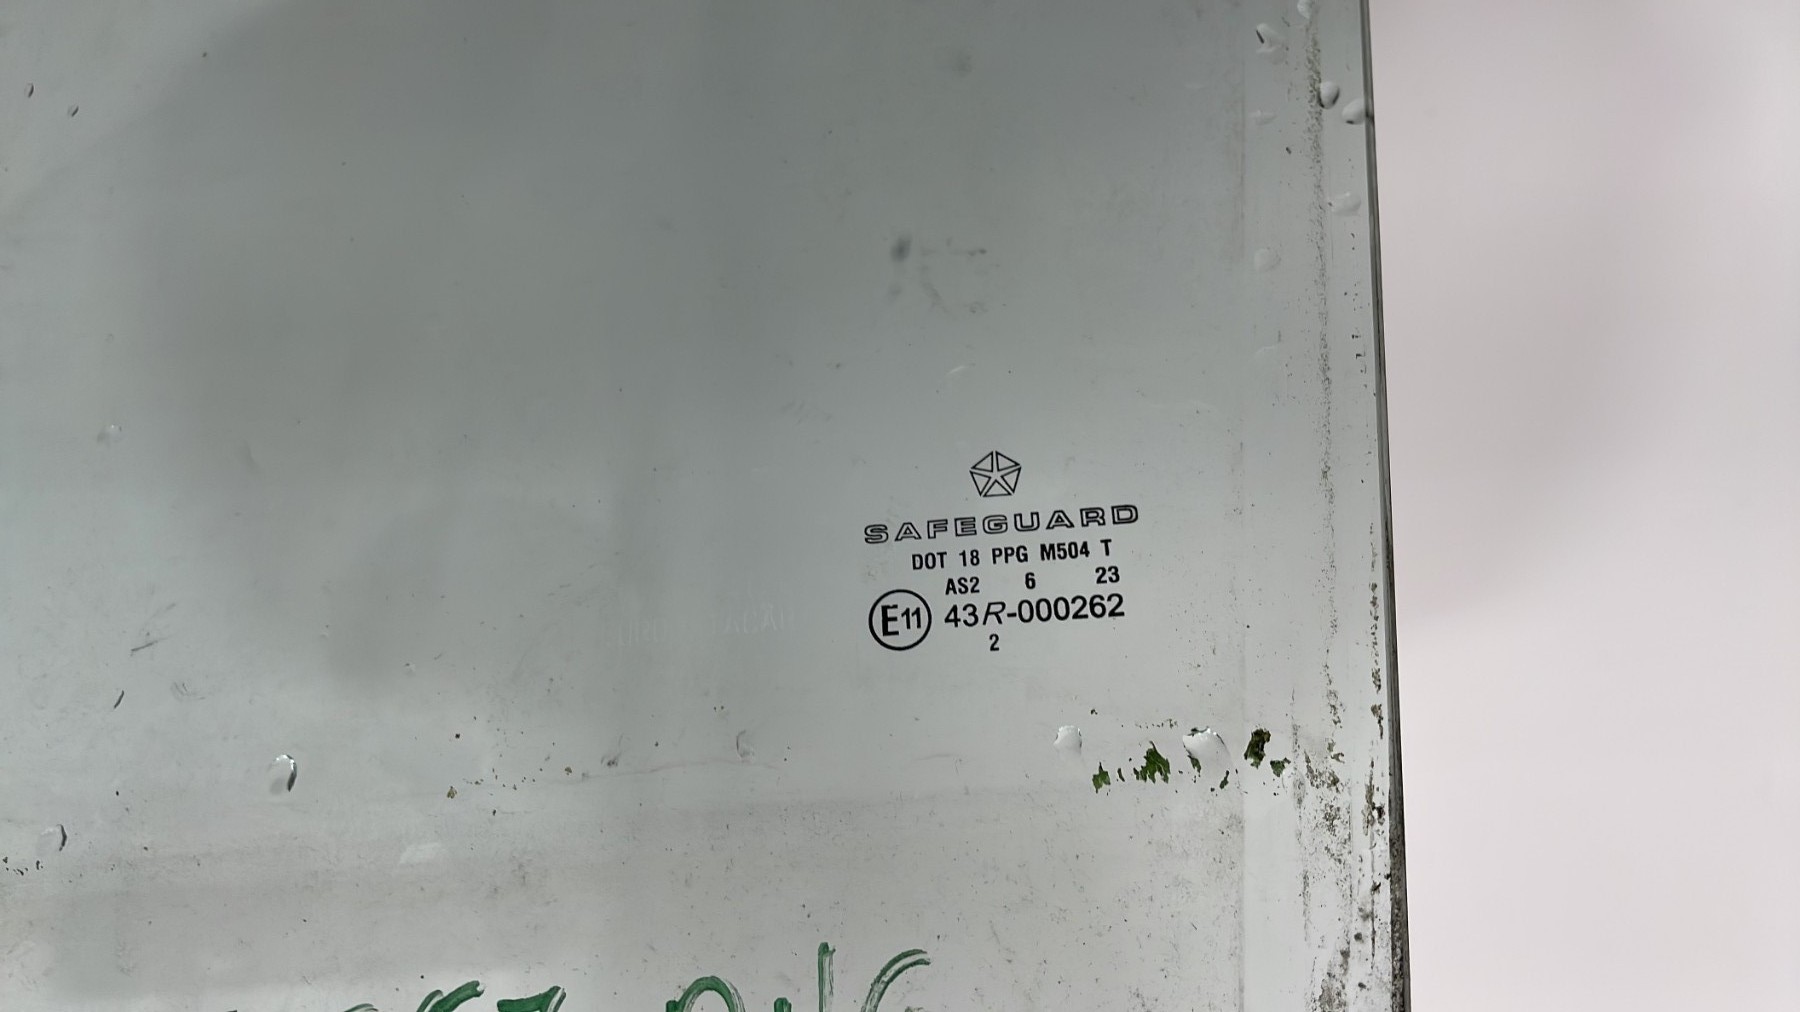 SAFEGUARD
DOT 18 PPG M504 T
AS2 6 23
E11 43R-000262
2